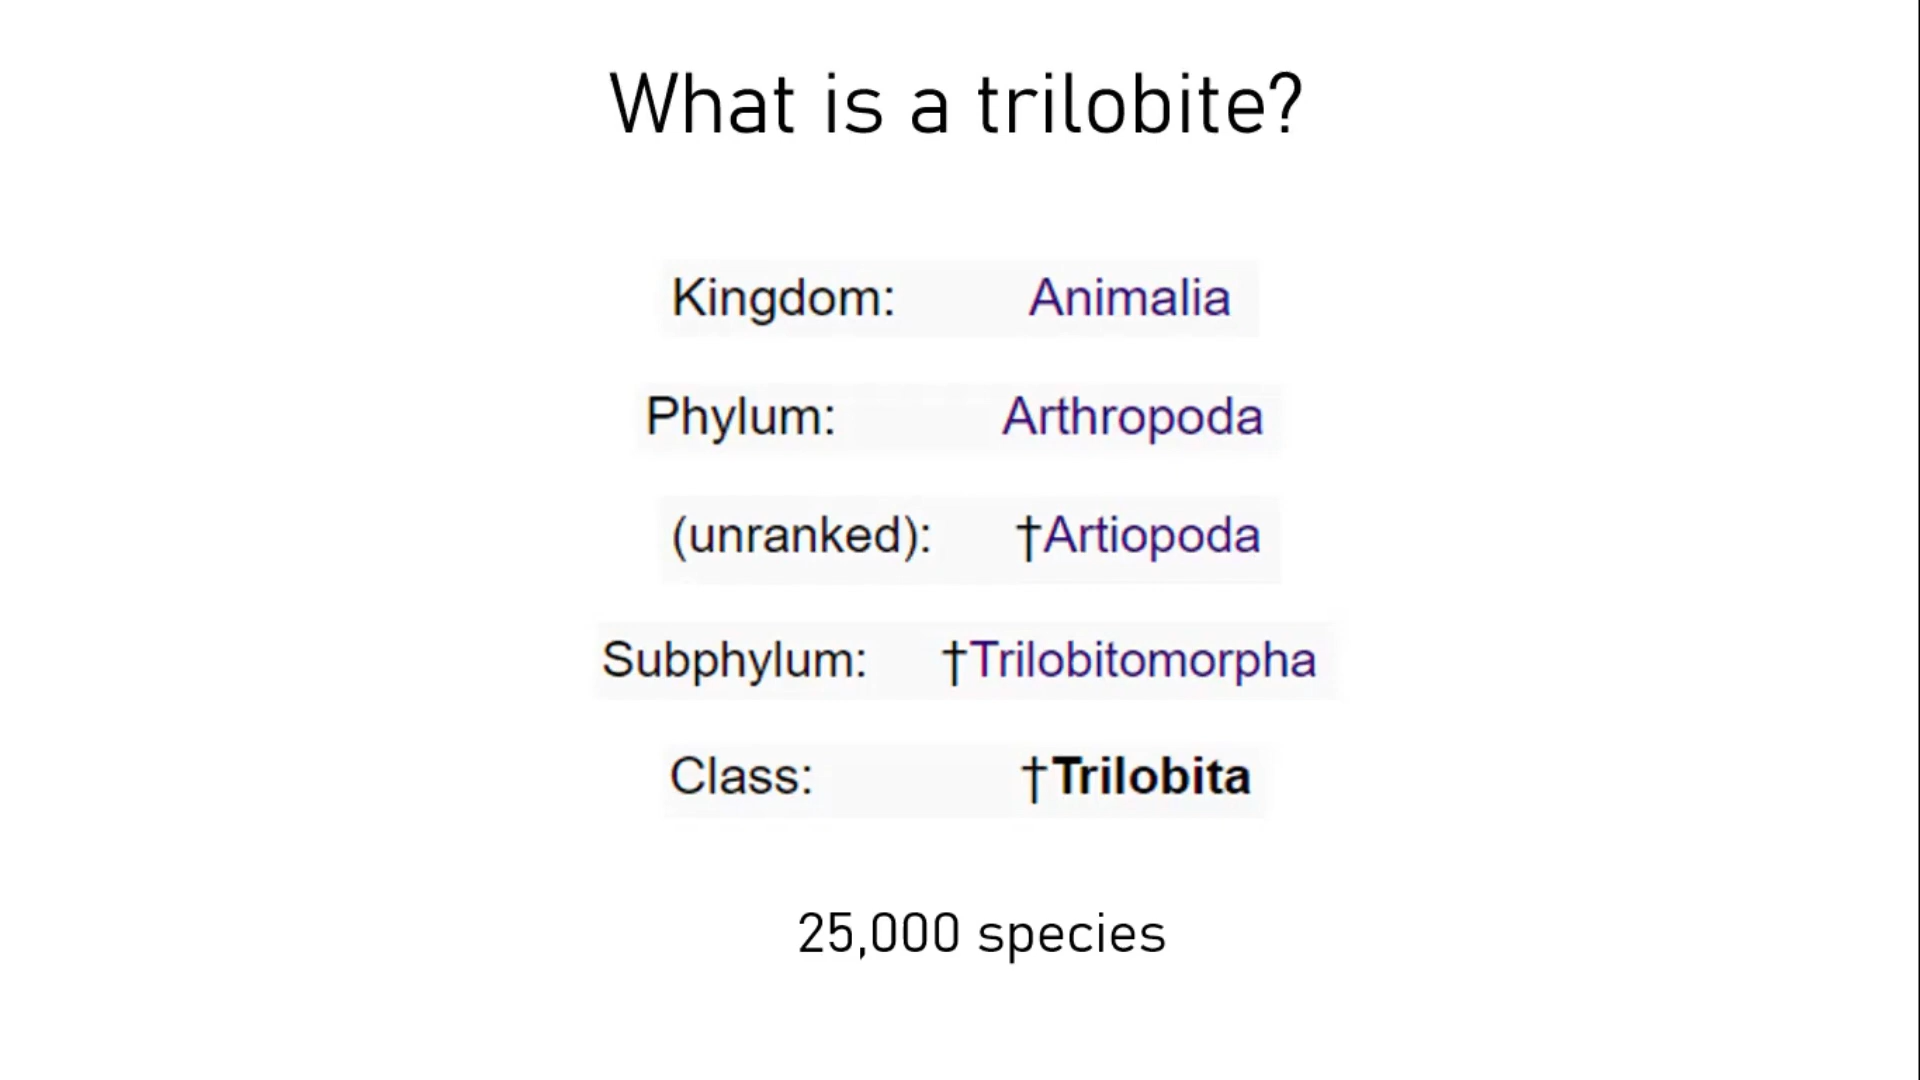 What is a trilobite?
Kingdom: Animalia
Phylum: Arthropoda
(unranked): †Artiopoda
Subphylum: †Trilobitomorpha
Class: †Trilobita
25,000 species